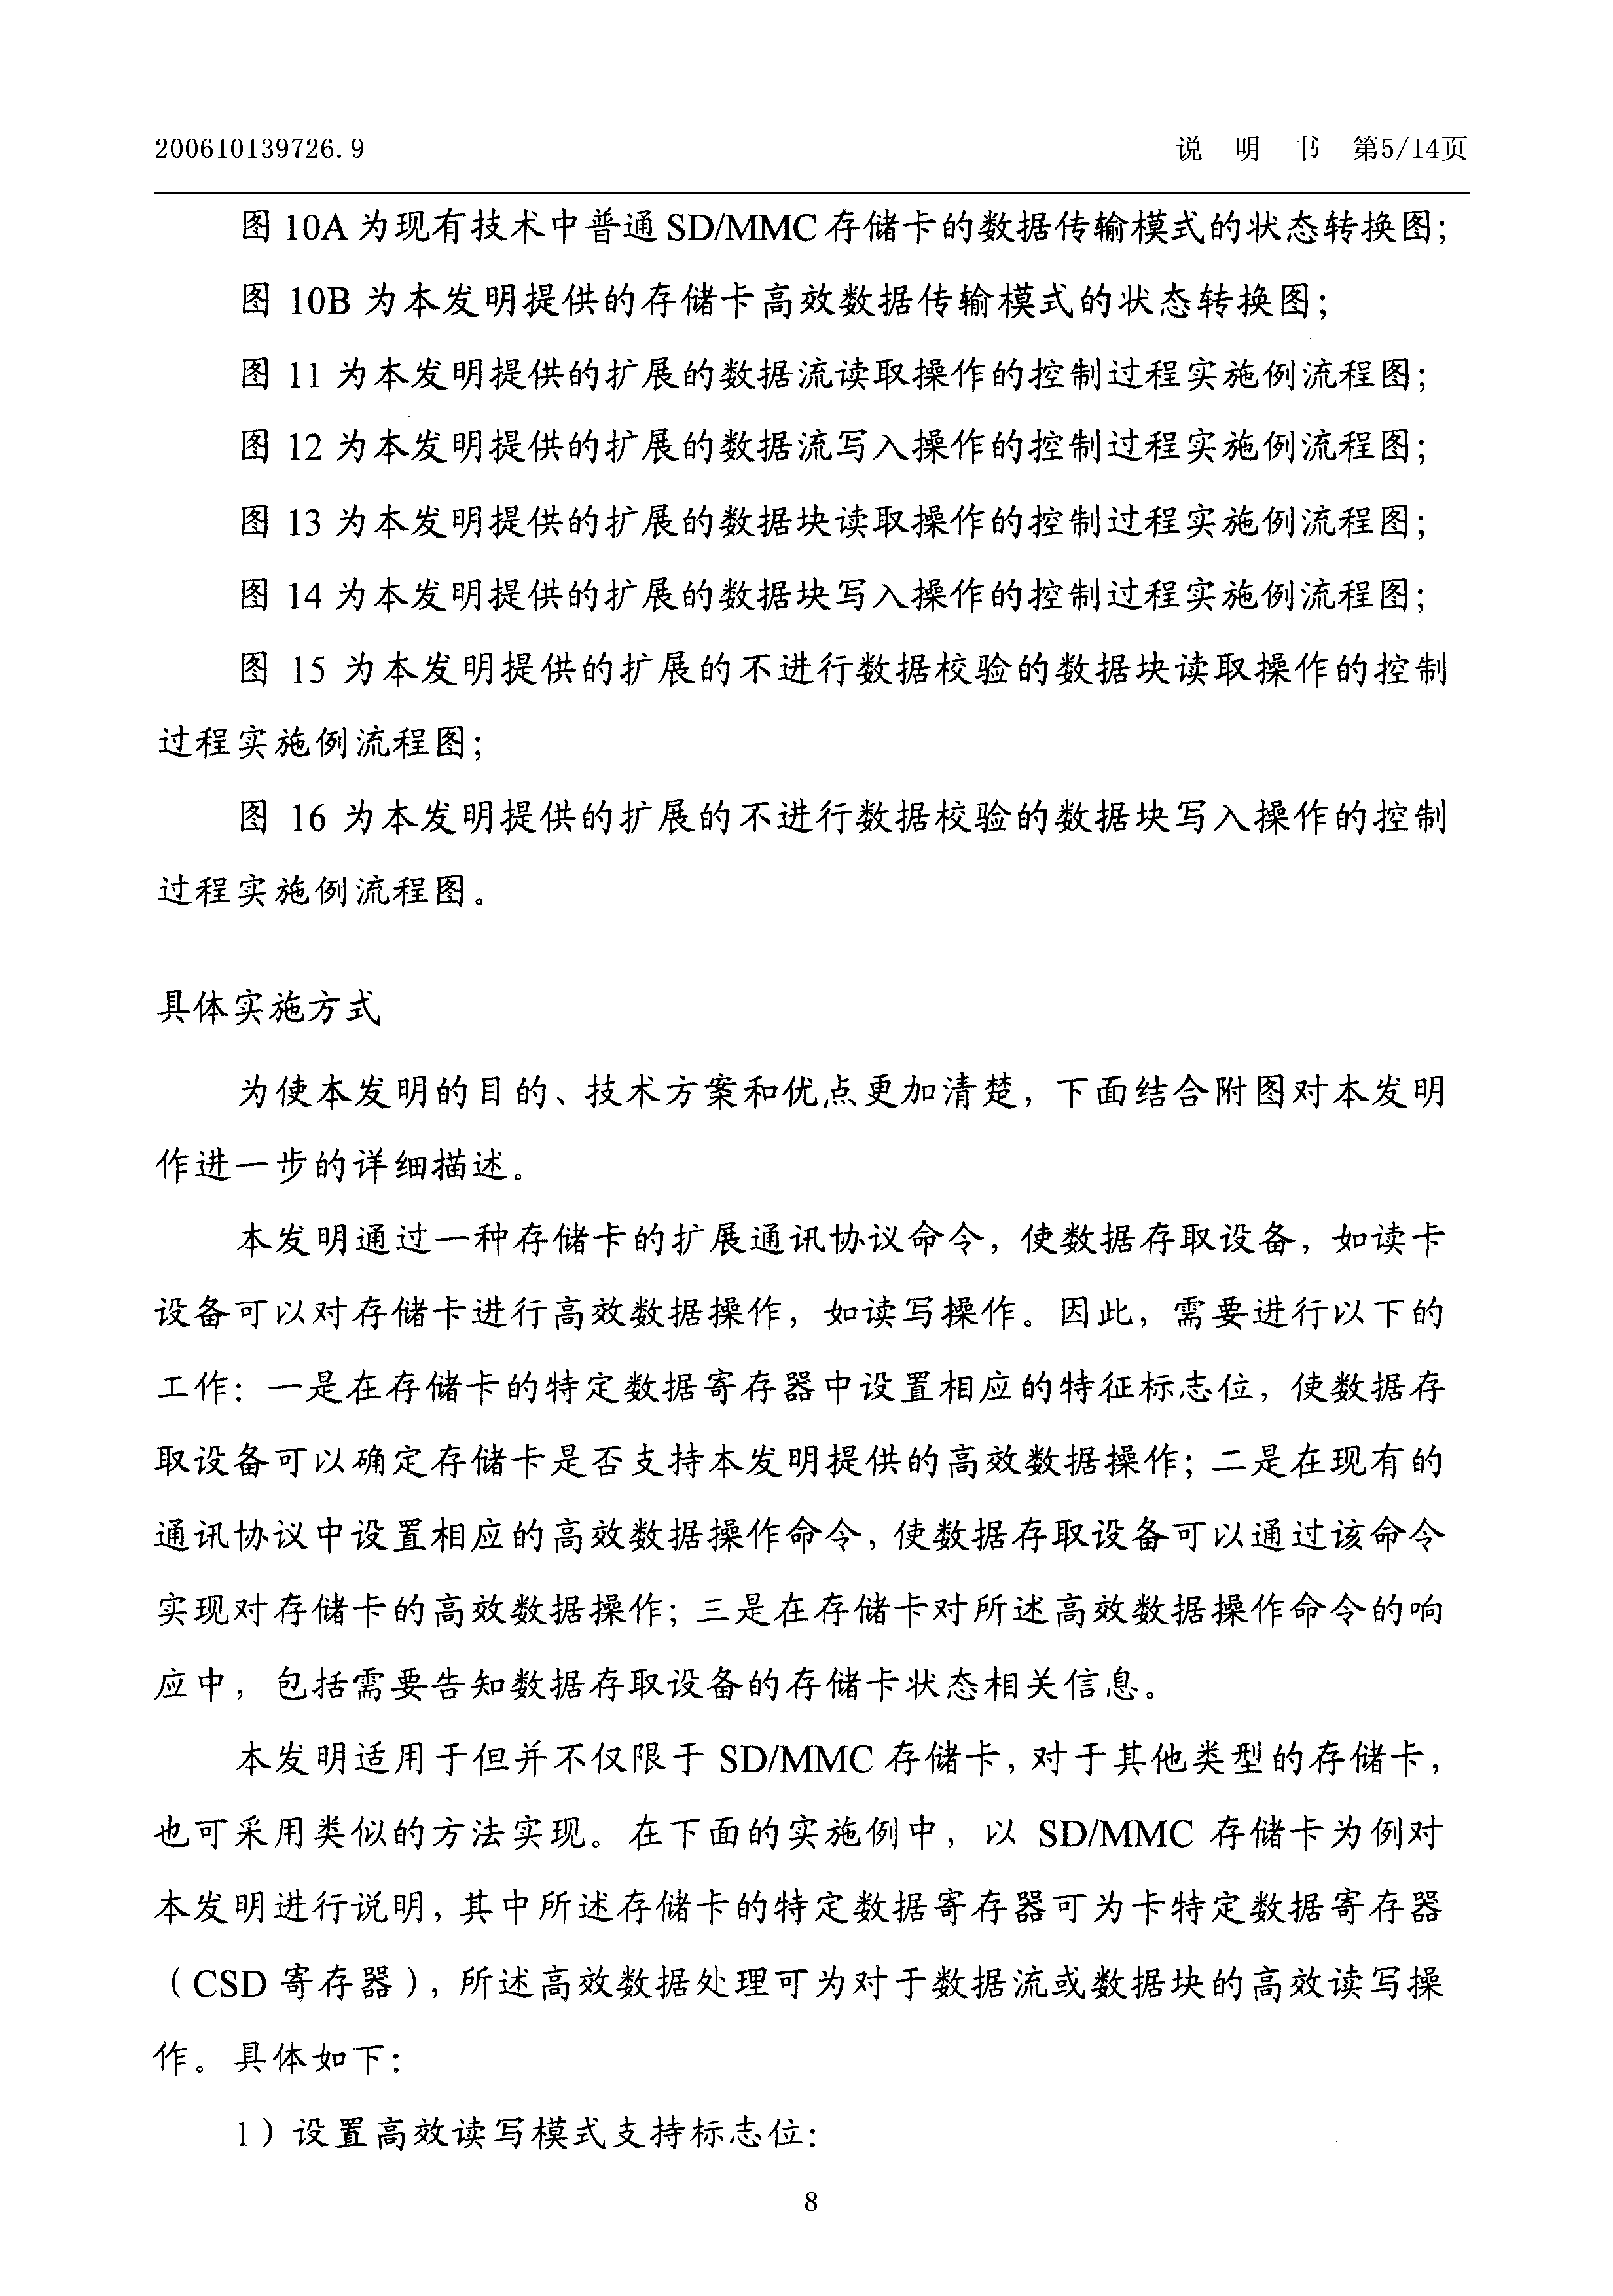 200610139726.9 说 明 书 第5/14页
图 10A 为现有技术中普通 SD/MMC 存储卡的数据传输模式的状态转换图；
图 10B 为本发明提供的存储卡高效数据传输模式的状态转换图；
图 11 为本发明提供的扩展的数据流读取操作的控制过程实施例流程图；
图 12 为本发明提供的扩展的数据流写入操作的控制过程实施例流程图；
图 13 为本发明提供的扩展的数据块读取操作的控制过程实施例流程图；
图 14 为本发明提供的扩展的数据块写入操作的控制过程实施例流程图；
图 15 为本发明提供的扩展的不进行数据校验的数据块读取操作的控制
过程实施例流程图；
图 16 为本发明提供的扩展的不进行数据校验的数据块写入操作的控制
过程实施例流程图。
具体实施方式
为使本发明的目的、技术方案和优点更加清楚，下面结合附图对本发明
作进一步的详细描述。
本发明通过一种存储卡的扩展通讯协议命令，使数据存取设备，如读卡
设备可以对存储卡进行高效数据操作，如读写操作。因此，需要进行以下的
工作：一是在存储卡的特定数据寄存器中设置相应的特征标志位，使数据存
取设备可以确定存储卡是否支持本发明提供的高效数据操作；二是在现有的
通讯协议中设置相应的高效数据操作命令，使数据存取设备可以通过该命令
实现对存储卡的高效数据操作；三是在存储卡对所述高效数据操作命令的响
应中，包括需要告知数据存取设备的存储卡状态相关信息。
本发明适用于但并不仅限于 SD/MMC 存储卡，对于其他类型的存储卡，
也可采用类似的方法实现。在下面的实施例中，以 SD/MMC 存储卡为例对
本发明进行说明，其中所述存储卡的特定数据寄存器可为卡特定数据寄存器
（CSD 寄存器），所述高效数据处理可为对于数据流或数据块的高效读写操
作。具体如下：
1）设置高效读写模式支持标志位：
8